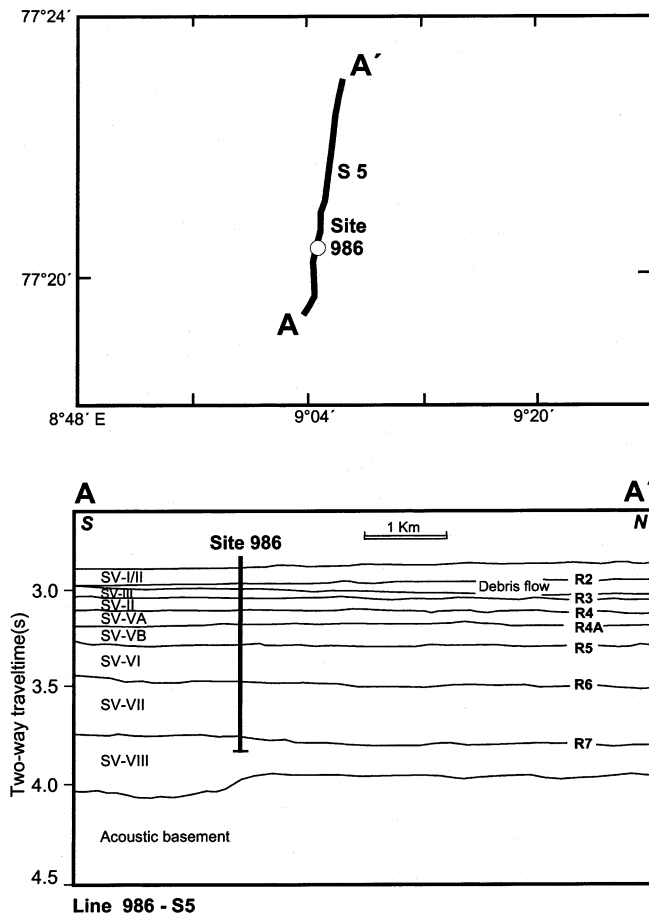 77°24´
A´
S 5
Site
986
77°20´
A
8°48´ E
9°04´
9°20´
A
A´
S
1 Km
N
Site 986
SV-I/II
R2
3.0
SV-III
Debris flow
R3
SV-II
R4
SV-VA
R4A
SV-VB
R5
SV-VI
3.5
R6
SV-VII
R7
SV-VIII
4.0
Acoustic basement
4.5
Two-way traveltime(s)
Line 986 - S5